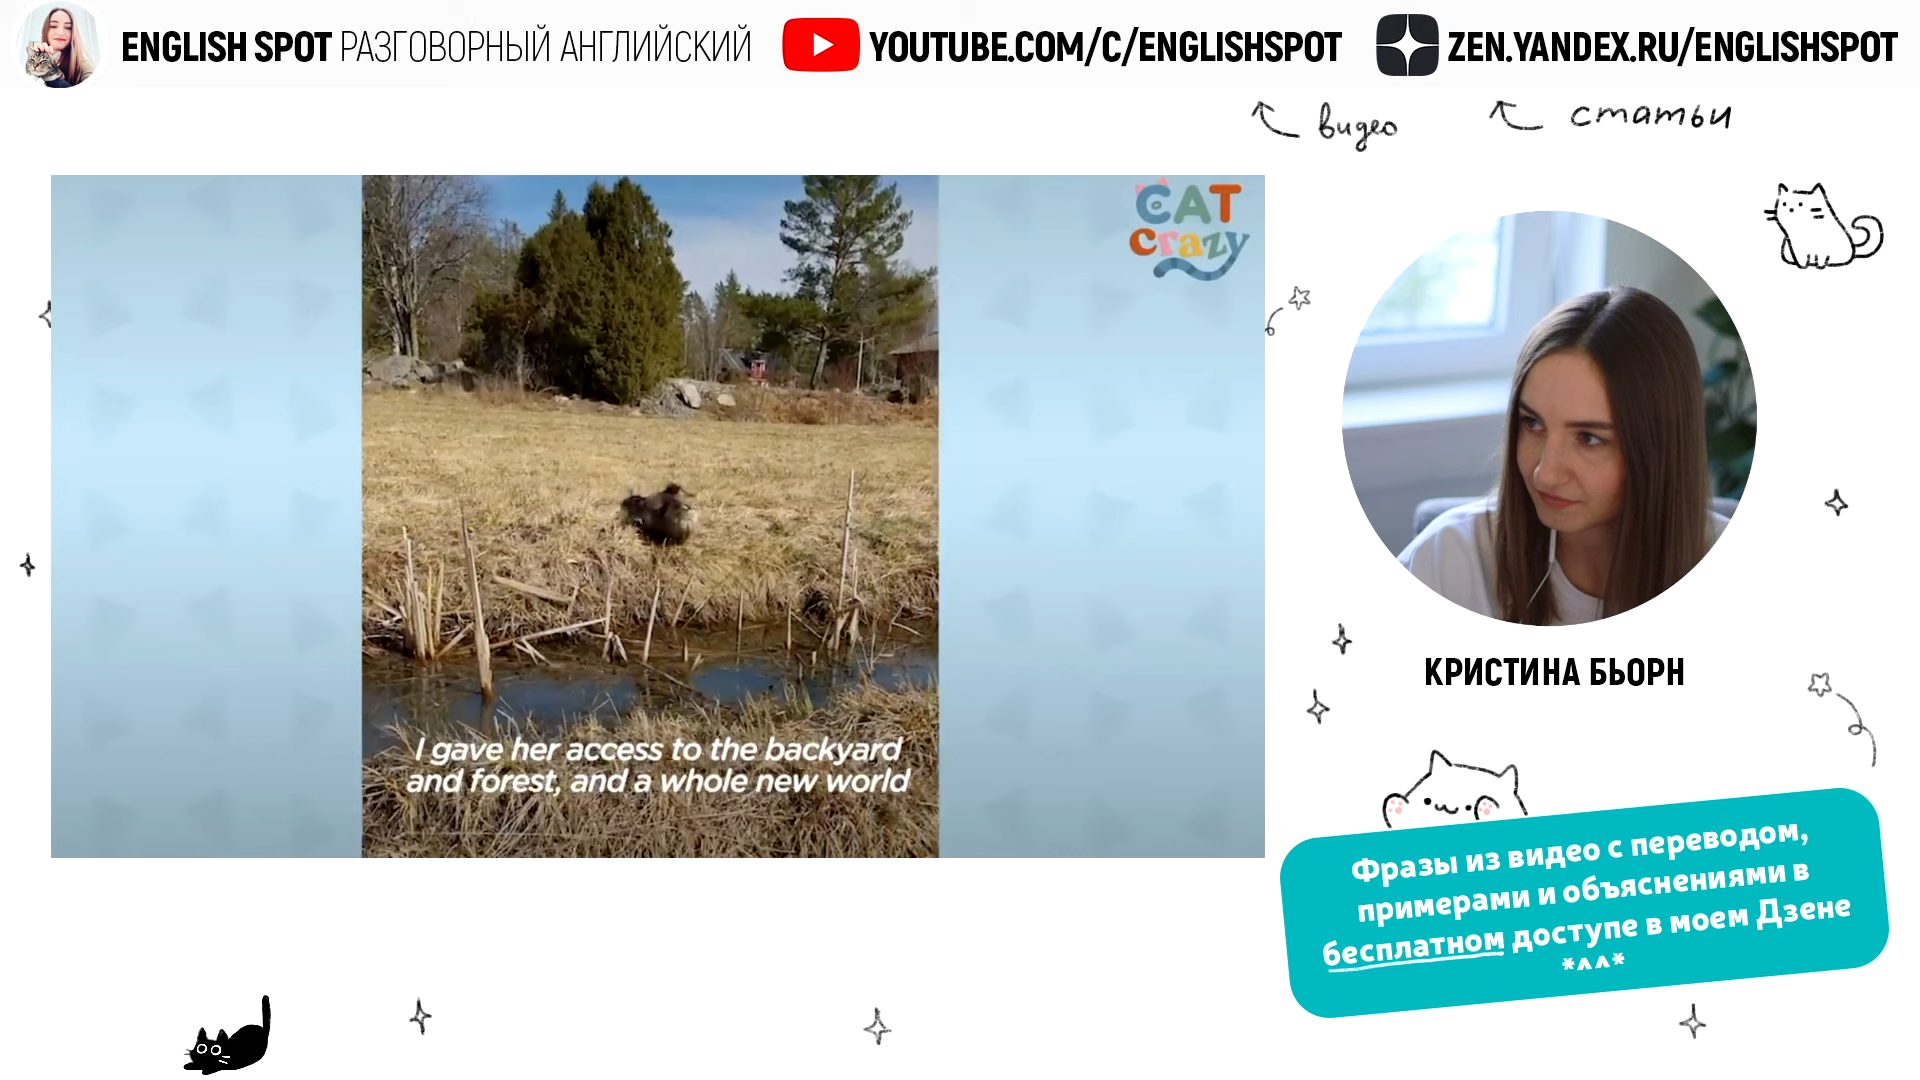 ENGLISH SPOT РАЗГОВОРНЫЙ АНГЛИЙСКИЙ
YOUTUBE.COM/C/ENGLISHSPOT
ZEN.YANDEX.RU/ENGLISHSPOT
видео
статьи
CAT
crazy
I gave her access to the backyard
and forest, and a whole new world
КРИСТИНА БЬОРН
Фразы из видео с переводом,
примерами и объяснениями в
бесплатном доступе в моем Дзене
*^^*